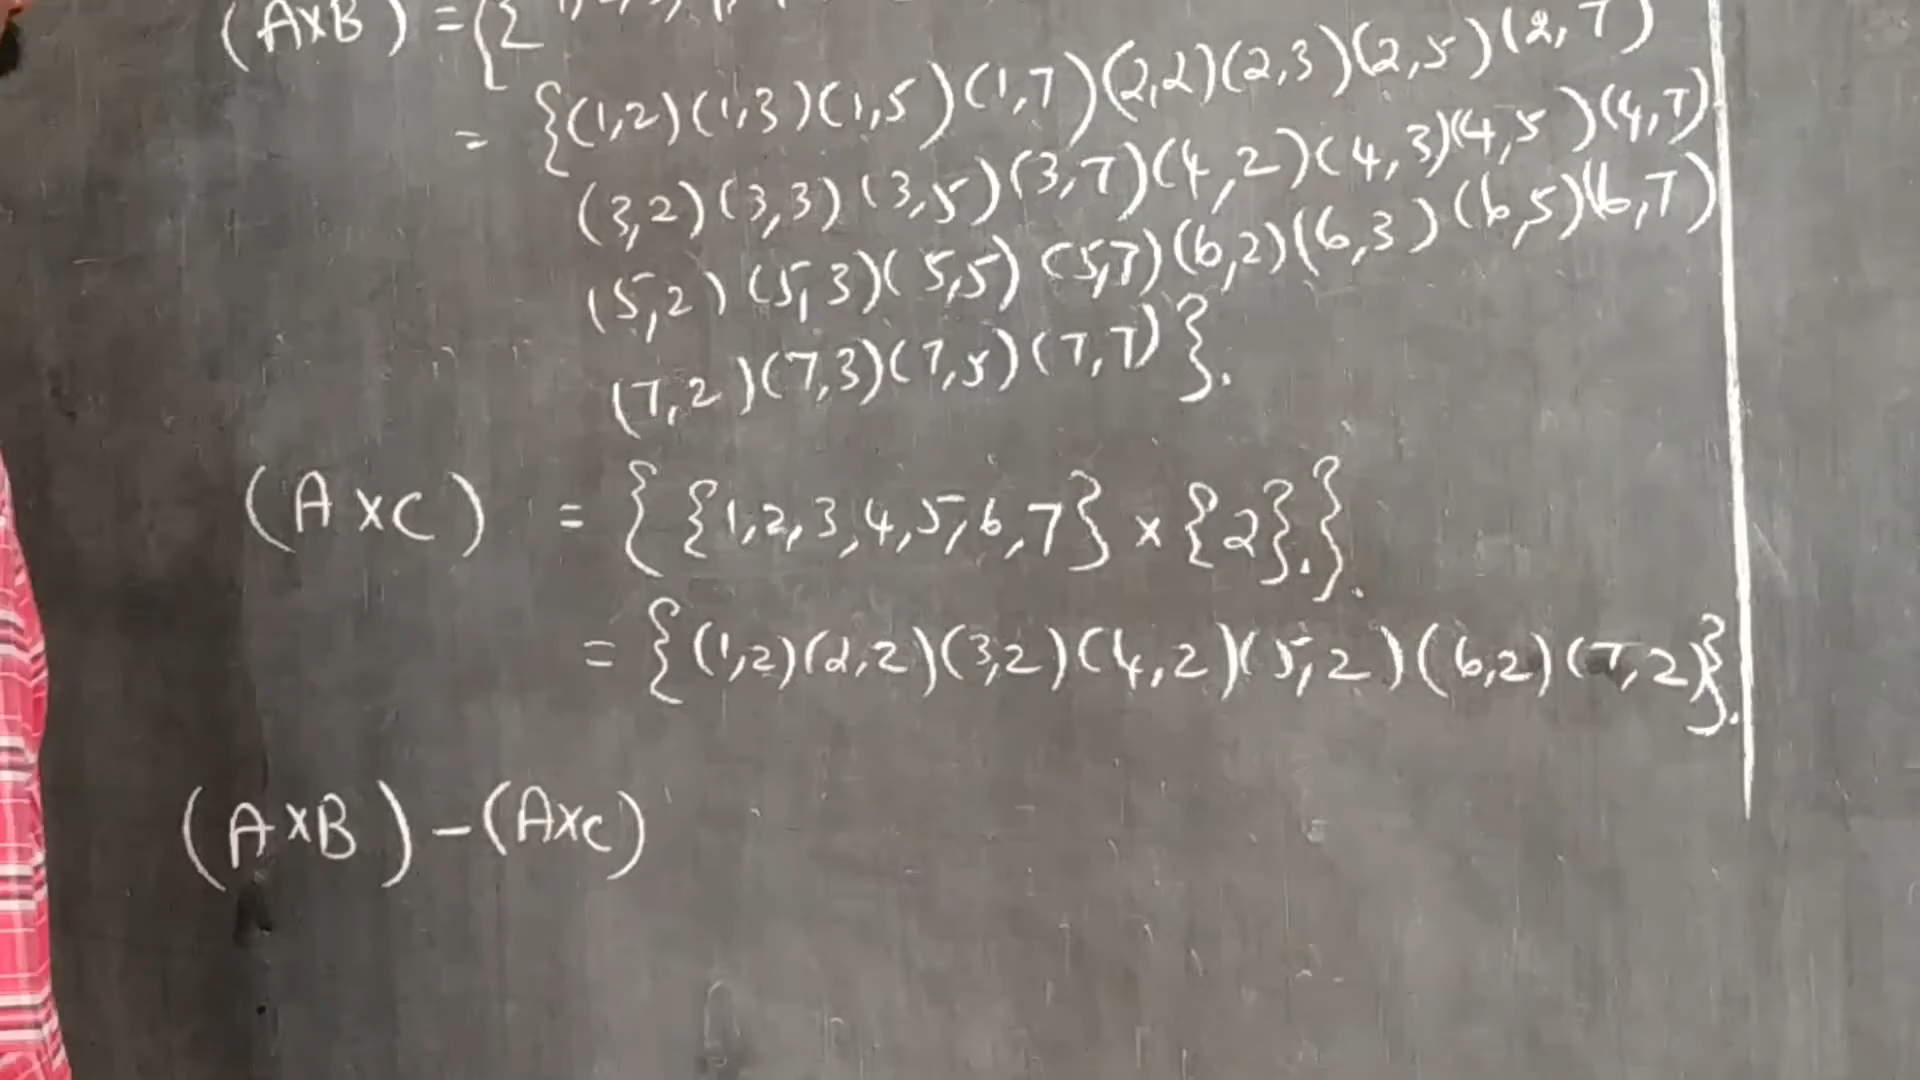 (A×B) = {{
= {(1,2)(1,3)(1,5)(1,7)(2,2)(2,3)(2,5)(2,7)
(3,2)(3,3)(3,5)(3,7)(4,2)(4,3)(4,5)(4,7)
(5,2)(5,3)(5,5)(5,7)(6,2)(6,3)(6,5)(6,7)
(7,2)(7,3)(7,5)(7,7)}.
(A×C) = {{1,2,3,4,5,6,7} × {2}.}.
= {(1,2)(2,2)(3,2)(4,2)(5,2)(6,2)(7,2)}.
(A×B)-(A×C)